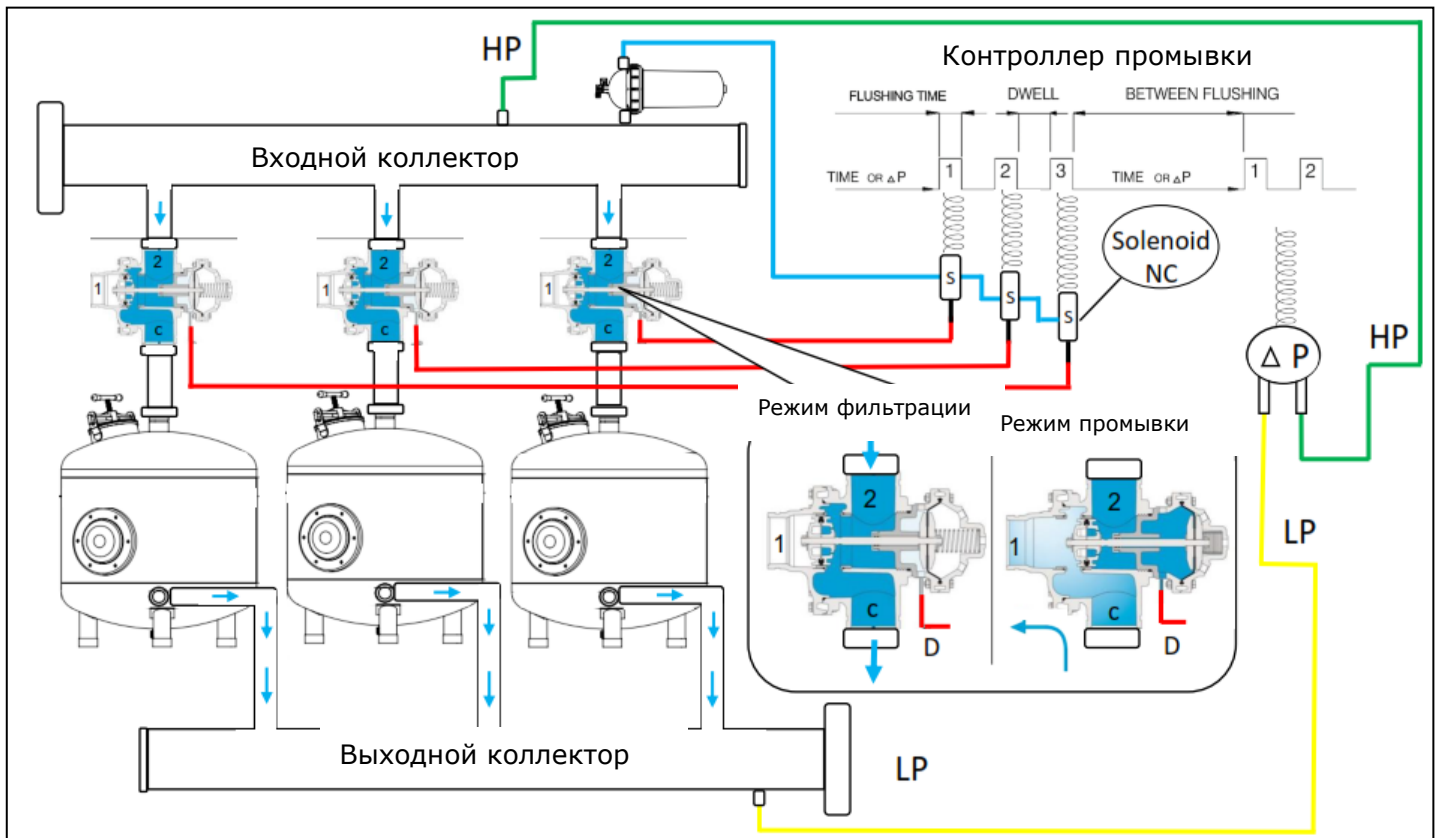 HP
Контроллер промывки
FLUSHING TIME
DWELL
BETWEEN FLUSHING
Входной коллектор
1
2
3
1
2
TIME OR △P
TIME OR △P
Solenoid
NC
2
2
2
1
1
1
S
S
S
c
c
c
△ P
HP
Режим фильтрации
Режим промывки
2
2
1
1
LP
c
c
D
D
Выходной коллектор
LP